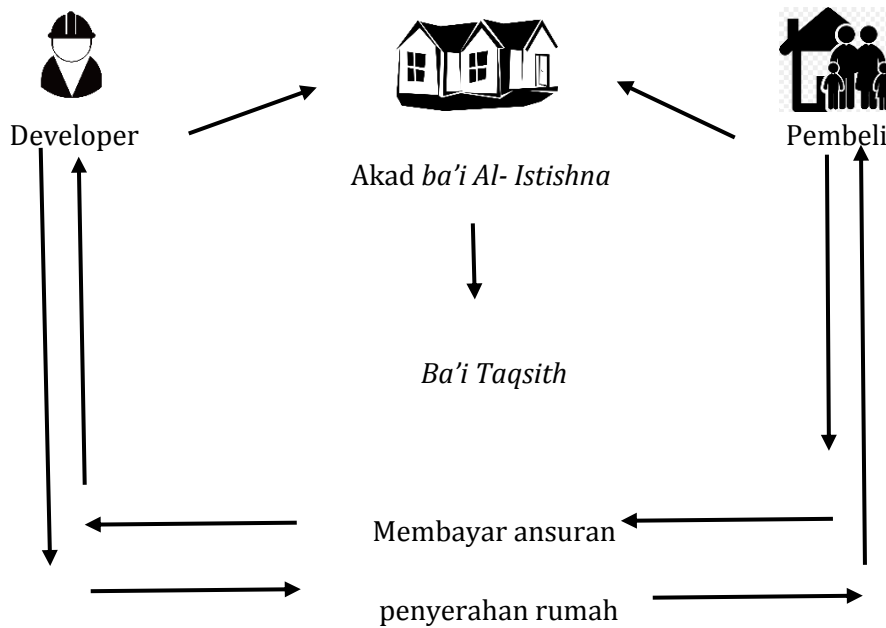 Developer
Pembeli
Akad ba’i Al- Istishna
Ba’i Taqsith
Membayar ansuran
penyerahan rumah